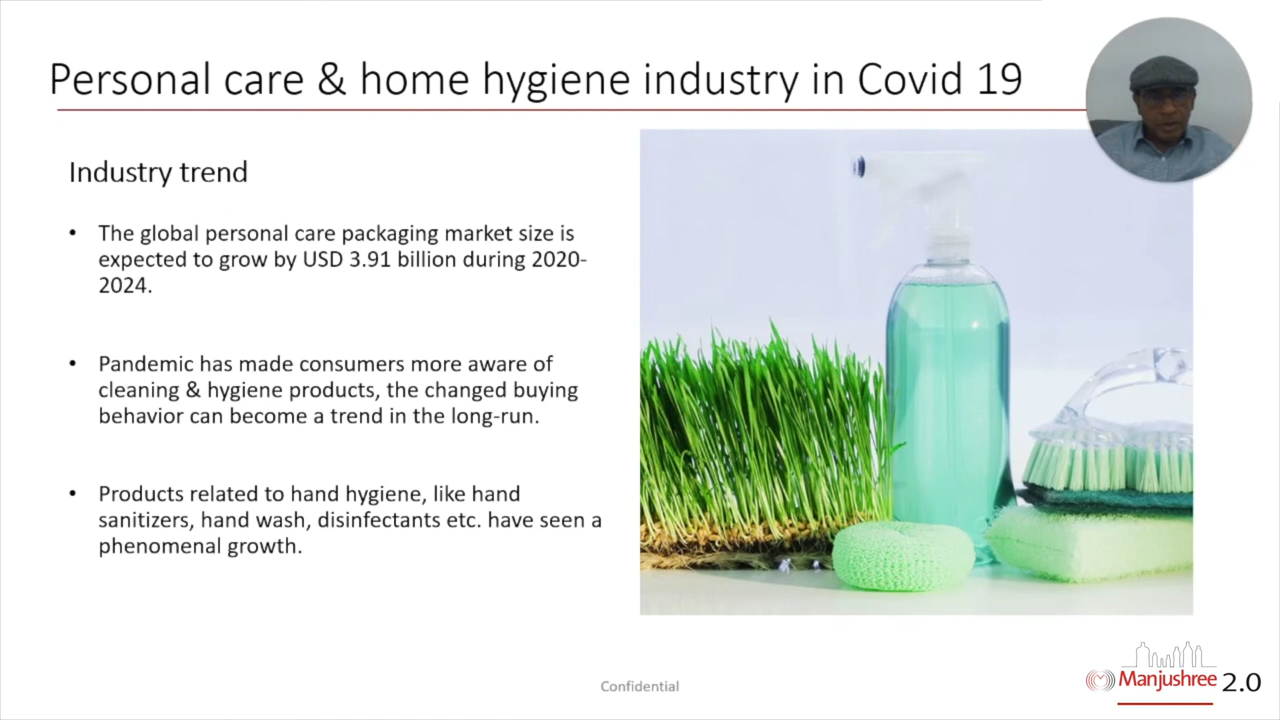 Personal care & home hygiene industry in Covid 19
Industry trend
• The global personal care packaging market size is
expected to grow by USD 3.91 billion during 2020-
2024.
• Pandemic has made consumers more aware of
cleaning & hygiene products, the changed buying
behavior can become a trend in the long-run.
• Products related to hand hygiene, like hand
sanitizers, hand wash, disinfectants etc. have seen a
phenomenal growth.
Confidential
Manjushree 2.0